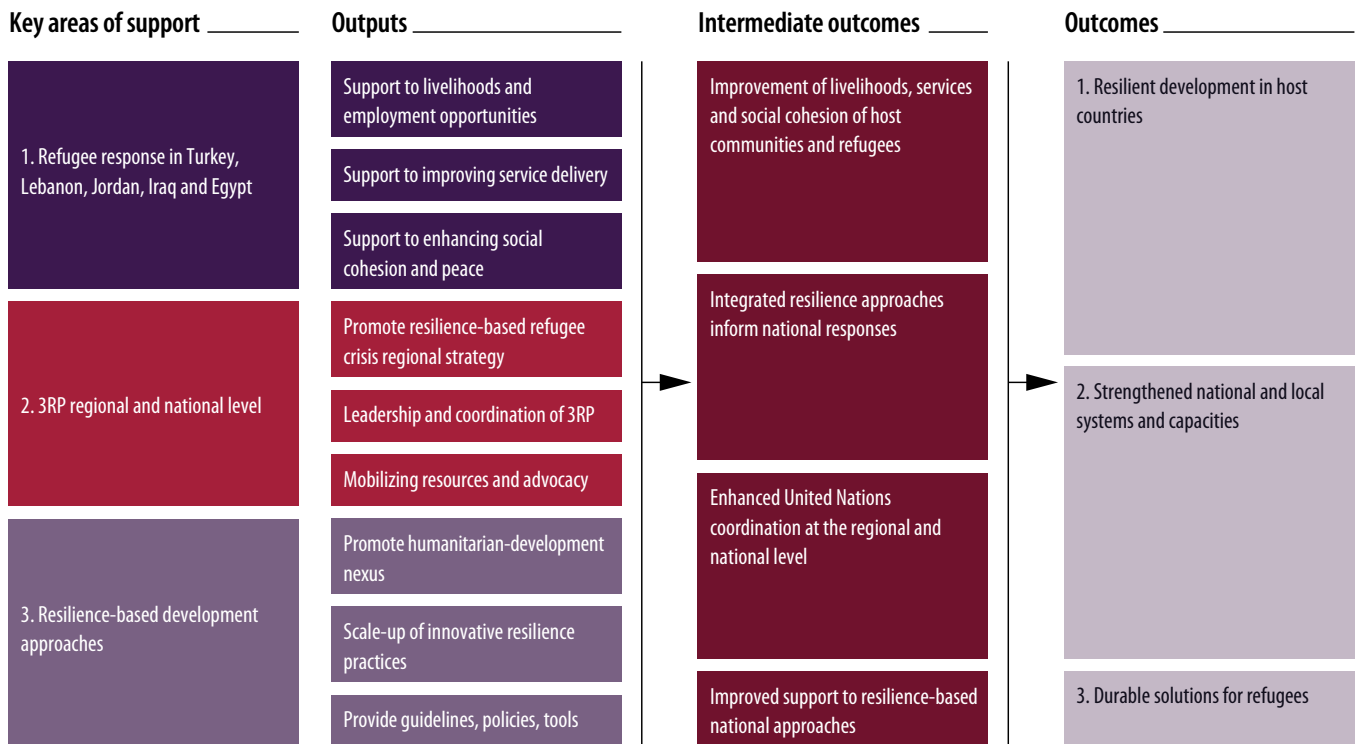 Key areas of support
1. Refugee response in Turkey,
Lebanon, Jordan, Iraq and Egypt
2. 3RP regional and national level
3. Resilience-based development
approaches
Outputs
Support to livelihoods and
employment opportunities
Support to improving service delivery
Support to enhancing social
cohesion and peace
Promote resilience-based refugee
crisis regional strategy
Leadership and coordination of 3RP
Mobilizing resources and advocacy
Promote humanitarian-development
nexus
Scale-up of innovative resilience
practices
Provide guidelines, policies, tools
Intermediate outcomes
Improvement of livelihoods, services
and social cohesion of host
communities and refugees
Integrated resilience approaches
inform national responses
Enhanced United Nations
coordination at the regional and
national level
Improved support to resilience-based
national approaches
Outcomes
1. Resilient development in host
countries
2. Strengthened national and local
systems and capacities
3. Durable solutions for refugees